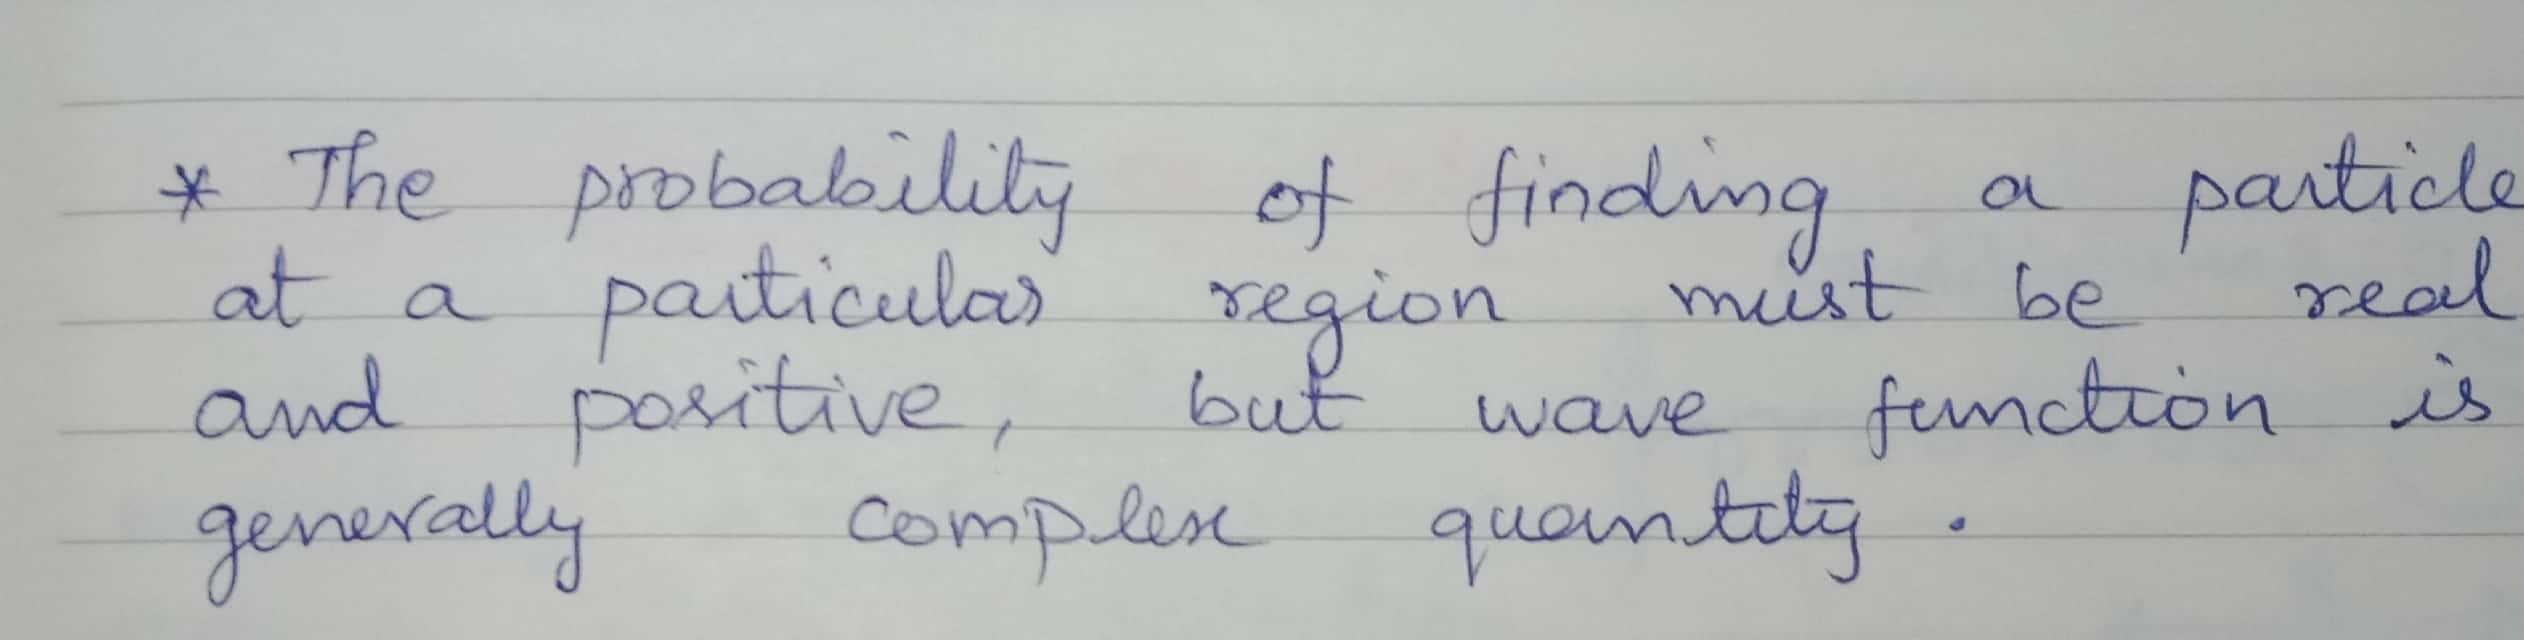 * The probability of finding a particle
at a particular region must be real
and positive, but wave function is
generally complex quantity.